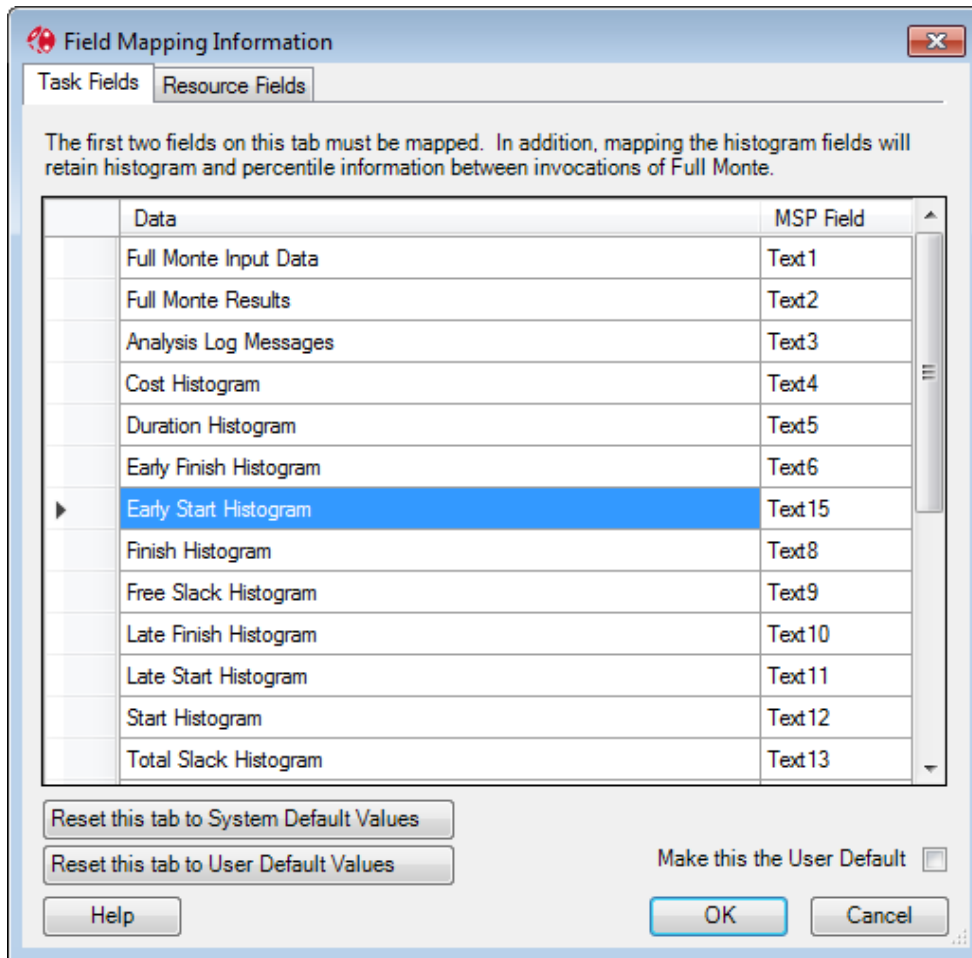 Field Mapping Information
Task Fields Resource Fields
The first two fields on this tab must be mapped. In addition, mapping the histogram fields will
retain histogram and percentile information between invocations of Full Monte.
Data MSP Field
Full Monte Input Data Text1
Full Monte Results Text2
Analysis Log Messages Text3
Cost Histogram Text4
Duration Histogram Text5
Early Finish Histogram Text6
Early Start Histogram Text15
Finish Histogram Text8
Free Slack Histogram Text9
Late Finish Histogram Text10
Late Start Histogram Text11
Start Histogram Text12
Total Slack Histogram Text13
Reset this tab to System Default Values
Reset this tab to User Default Values Make this the User Default
Help OK Cancel